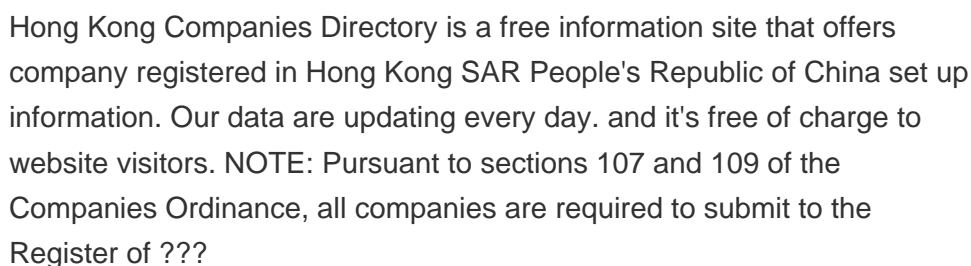 Hong Kong Companies Directory is a free information site that offers
company registered in Hong Kong SAR People's Republic of China set up
information. Our data are updating every day. and it's free of charge to
website visitors. NOTE: Pursuant to sections 107 and 109 of the
Companies Ordinance, all companies are required to submit to the
Register of ???